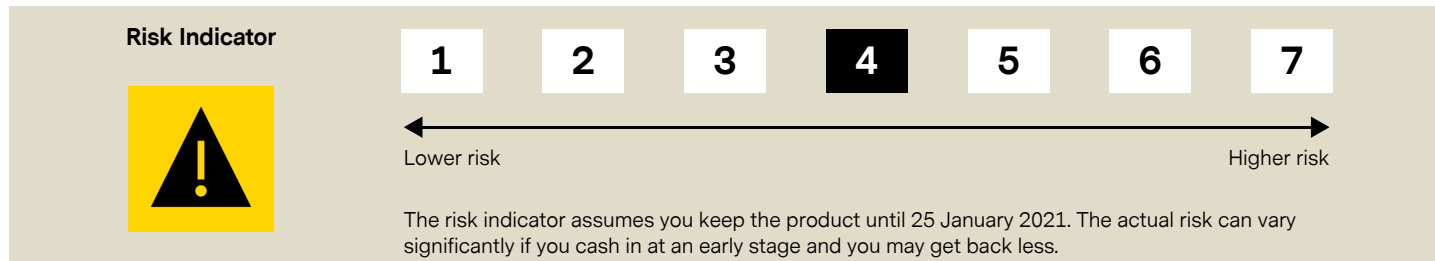 Risk Indicator
1 2 3 4 5 6 7
Lower risk Higher risk
The risk indicator assumes you keep the product until 25 January 2021. The actual risk can vary
significantly if you cash in at an early stage and you may get back less.